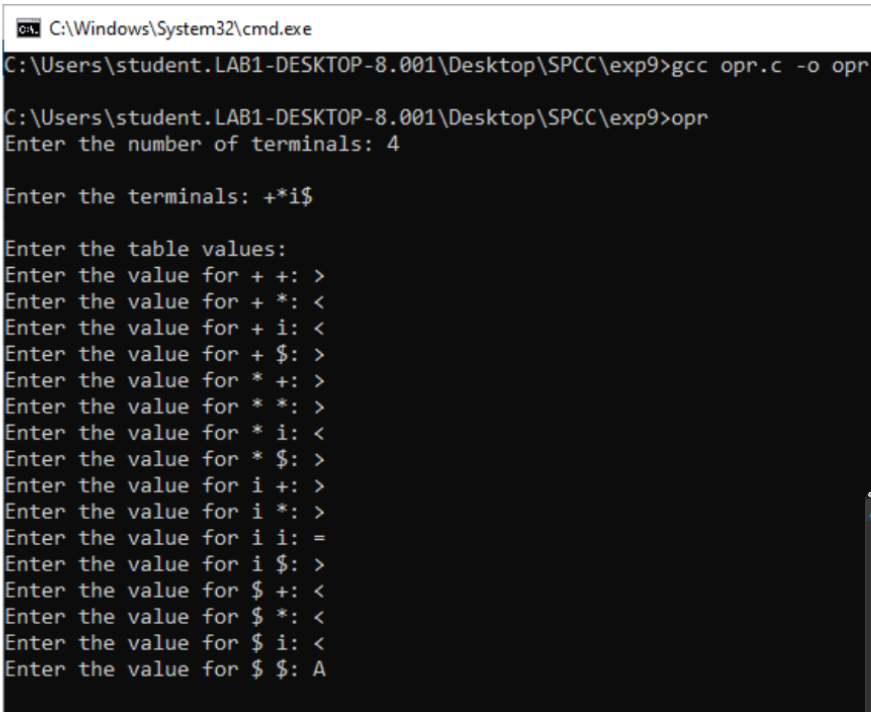 C:\Windows\System32\cmd.exe
C:\Users\student.LAB1-DESKTOP-8.001\Desktop\SPCC\exp9>gcc opr.c -o opr
C:\Users\student.LAB1-DESKTOP-8.001\Desktop\SPCC\exp9>opr
Enter the number of terminals: 4
Enter the terminals: +*i$
Enter the table values:
Enter the value for + +: >
Enter the value for + *: <
Enter the value for + i: <
Enter the value for + $: >
Enter the value for * +: >
Enter the value for * *: >
Enter the value for * i: <
Enter the value for * $: >
Enter the value for i +: >
Enter the value for i *: >
Enter the value for i i: =
Enter the value for i $: >
Enter the value for $ +: <
Enter the value for $ *: <
Enter the value for $ i: <
Enter the value for $ $: A